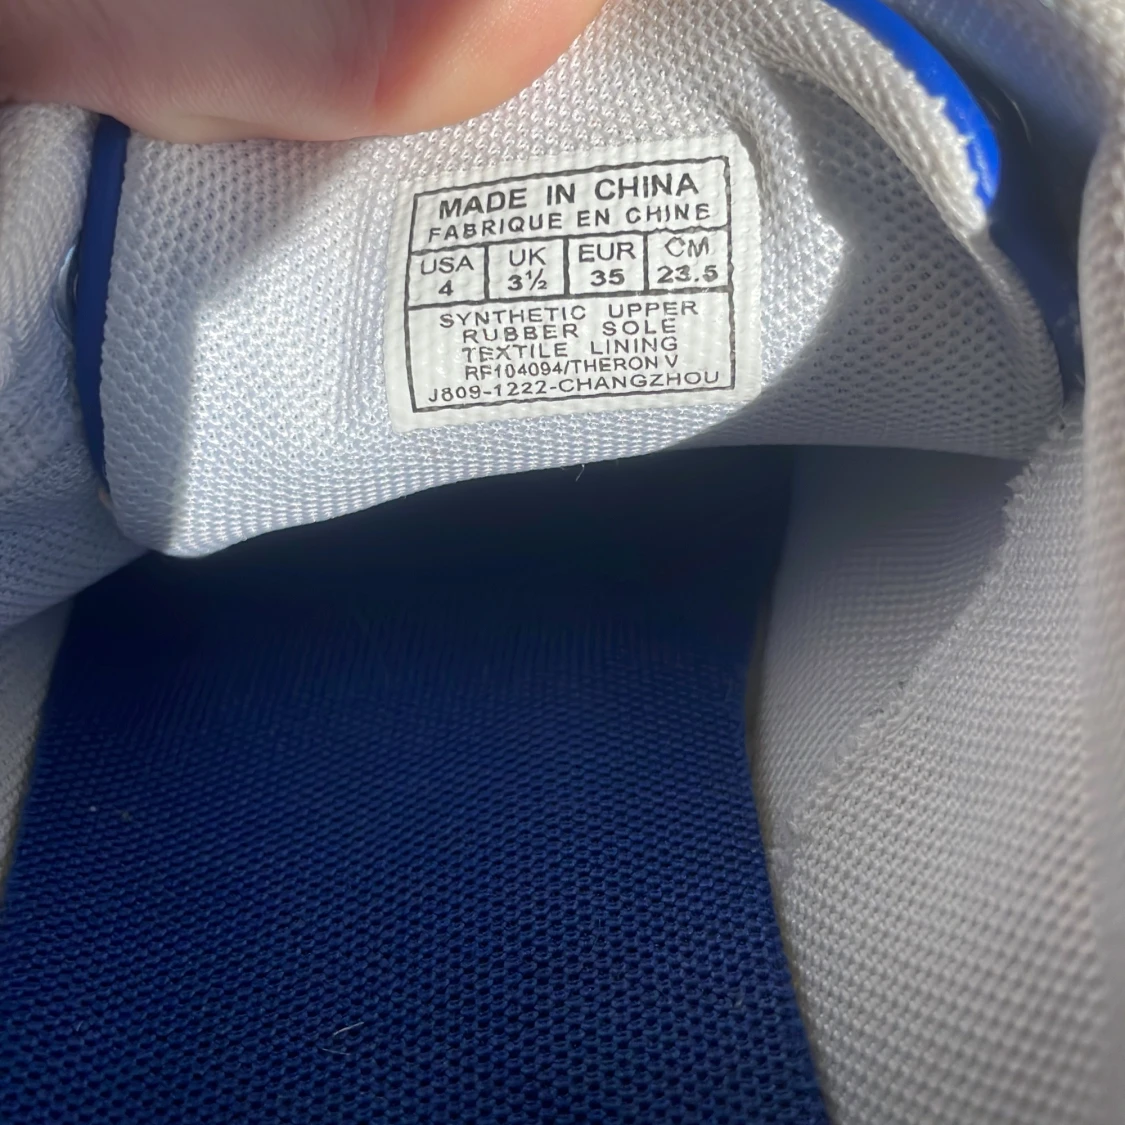 MADE IN CHINA
FABRIQUE EN CHINE
USA UK EUR CM
4 3½ 35 23.5
SYNTHETIC UPPER
RUBBER SOLE
TEXTILE LINING
RF104094/THERON V
J809-1222-CHANGZHOU